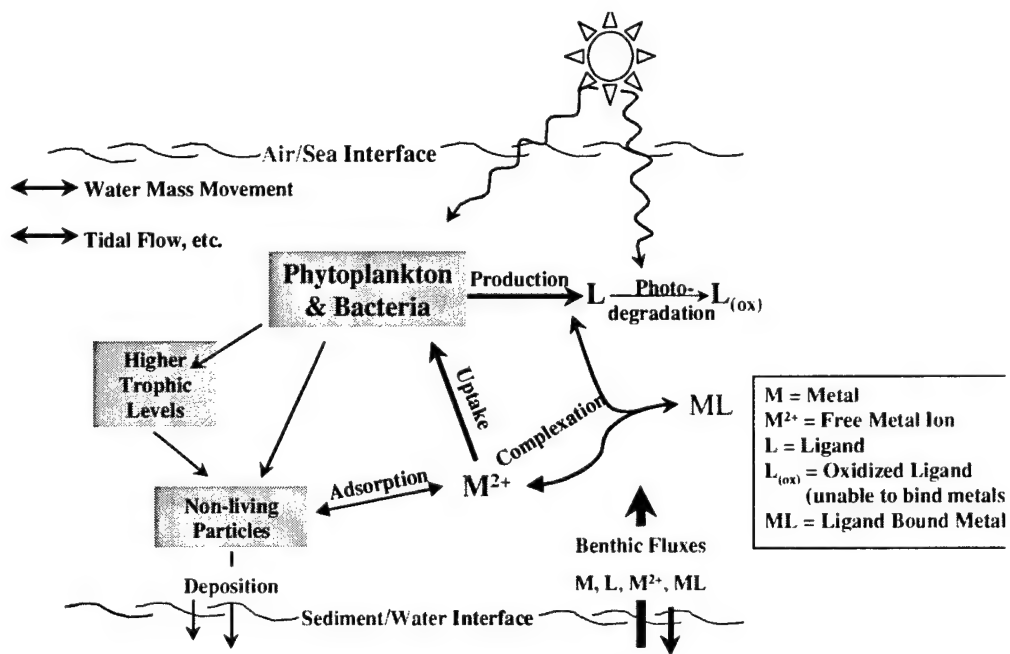 Air/Sea Interface
Water Mass Movement
Tidal Flow, etc.
Phytoplankton
& Bacteria
Production
L
Photo-
degradation
L(ox)
Higher
Trophic
Levels
Uptake
Complexation
ML
Adsorption
M²⁺
Non-living
Particles
Deposition
Benthic Fluxes
M, L, M²⁺, ML
Sediment/Water Interface
M = Metal
M²⁺ = Free Metal Ion
L = Ligand
L(ox) = Oxidized Ligand
(unable to bind metals
ML = Ligand Bound Metal